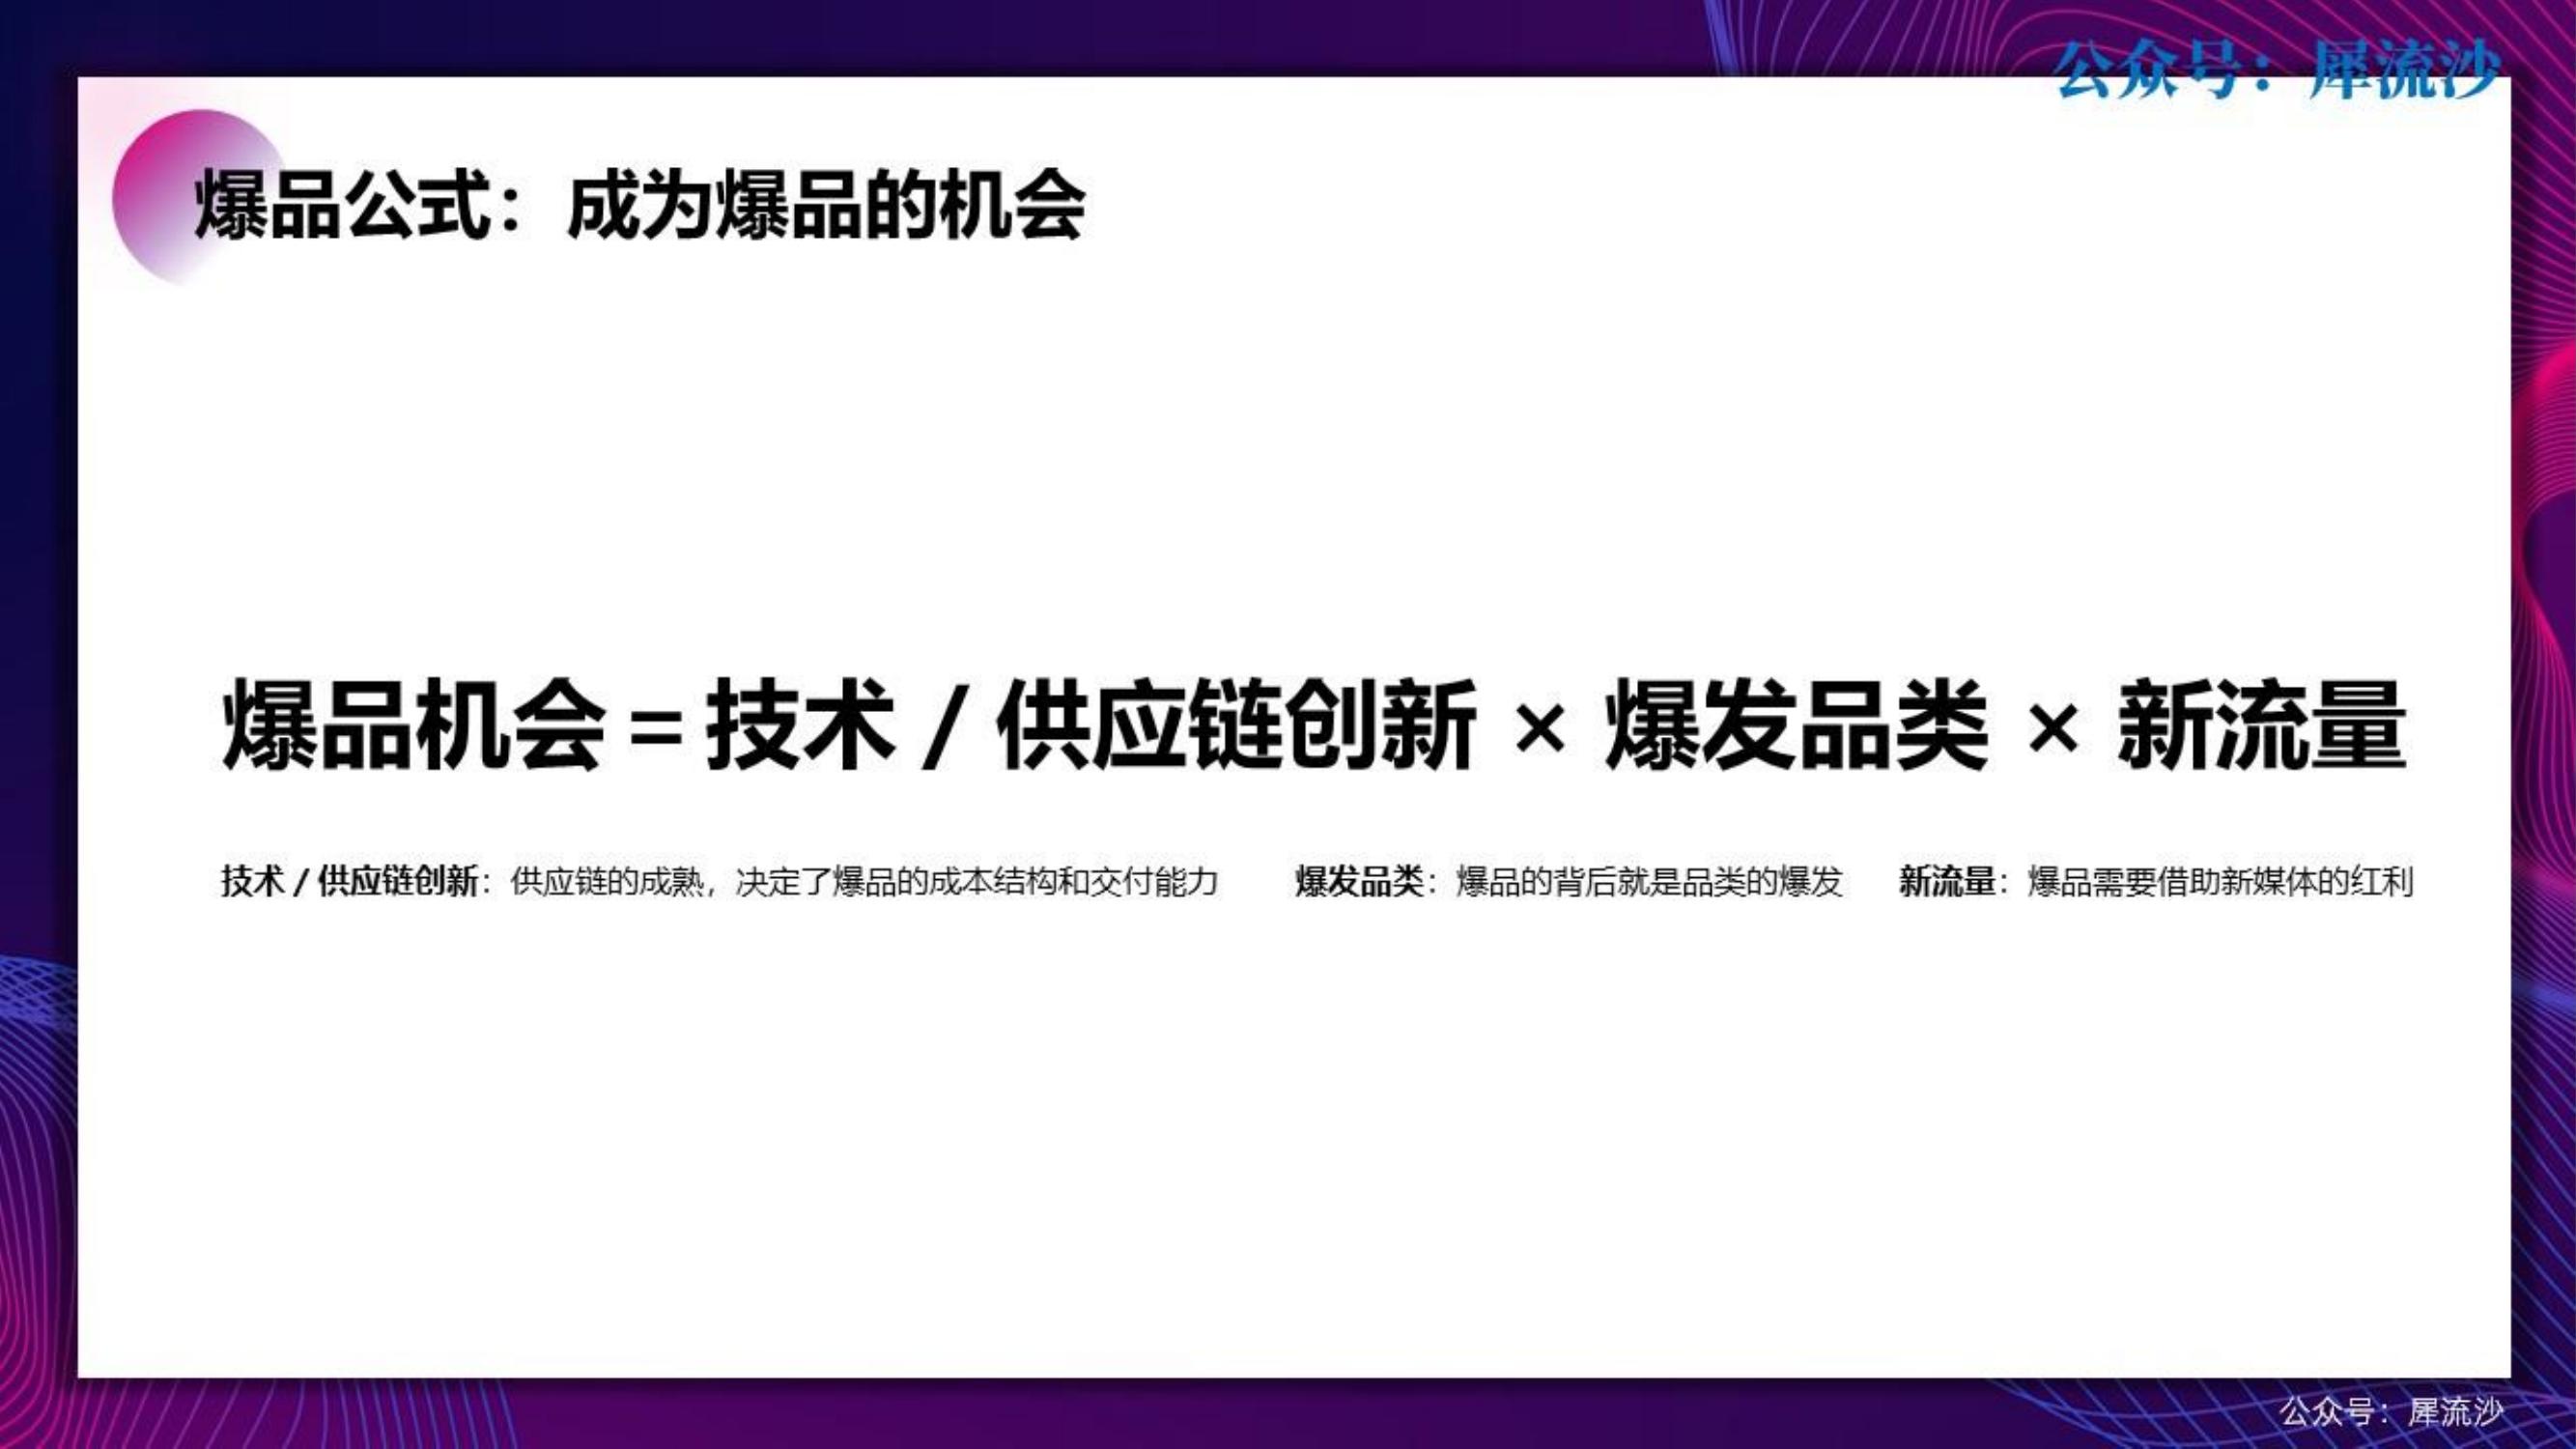 公众号：犀流沙
爆品公式：成为爆品的机会
爆品机会 = 技术 / 供应链创新 × 爆发品类 × 新流量
技术 / 供应链创新：供应链的成熟，决定了爆品的成本结构和交付能力
爆发品类：爆品的背后就是品类的爆发
新流量：爆品需要借助新媒体的红利
公众号：犀流沙